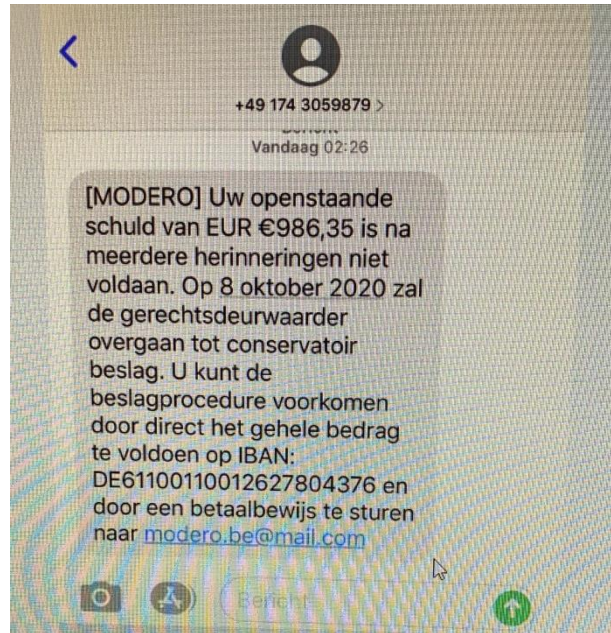 +49 174 3059879 >
Bericht
Vandaag 02:26
[MODERO] Uw openstaande
schuld van EUR €986,35 is na
meerdere herinneringen niet
voldaan. Op 8 oktober 2020 zal
de gerechtsdeurwaarder
overgaan tot conservatoir
beslag. U kunt de
beslagprocedure voorkomen
door direct het gehele bedrag
te voldoen op IBAN:
DE61100110012627804376 en
door een betaalbewijs te sturen
naar modero.be@mail.com
Bericht